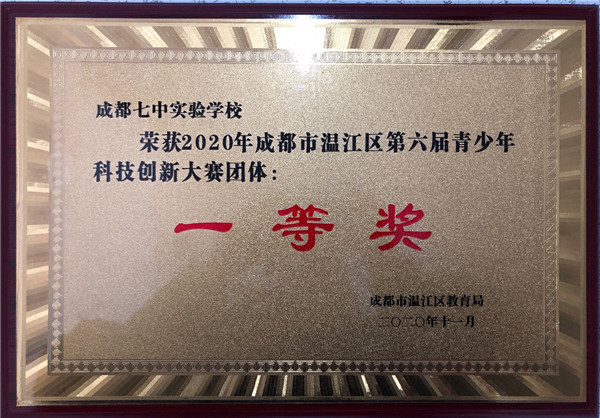 成都七中实验学校
荣获2020年成都市温江区第六届青少年
科技创新大赛团体：
一等奖
成都市温江区教育局
二〇二〇年十一月